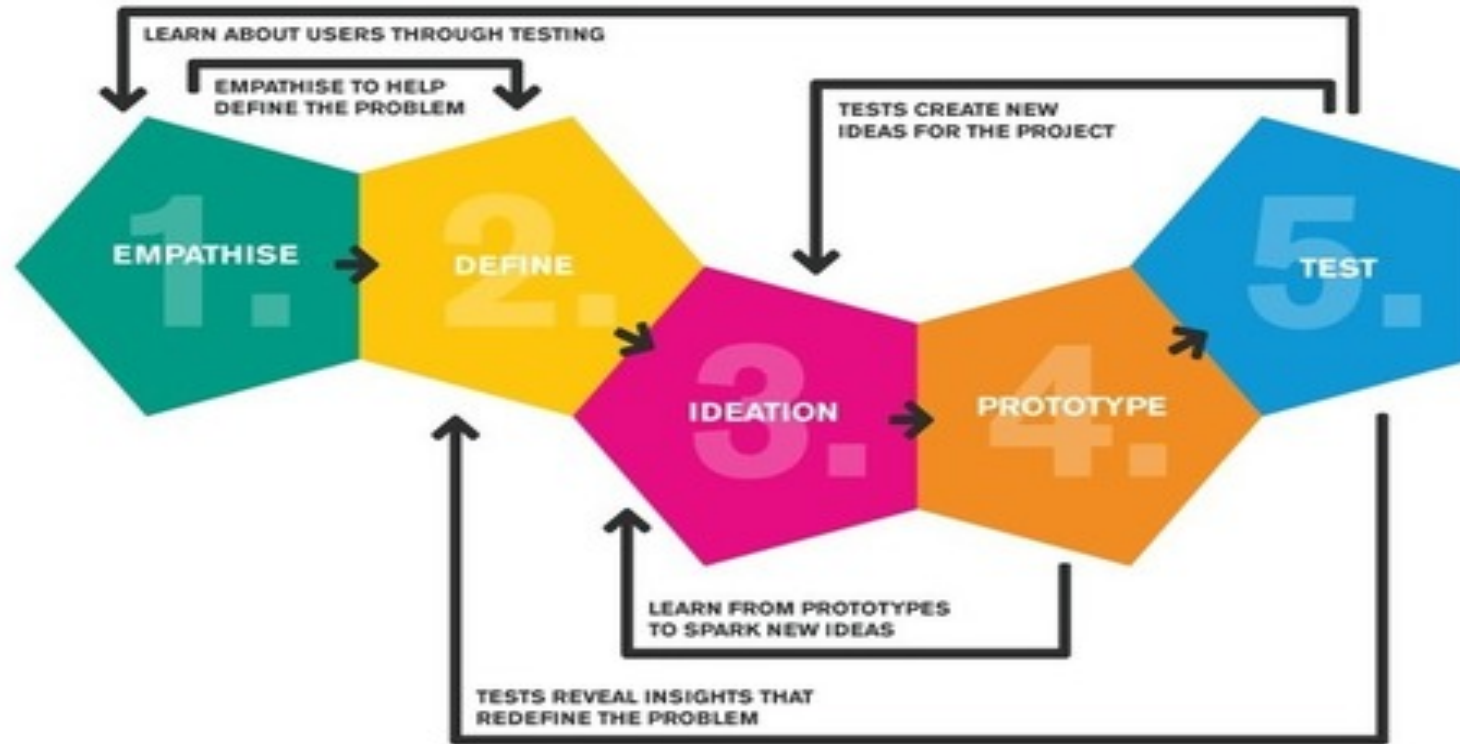 LEARN ABOUT USERS THROUGH TESTING
EMPATHISE TO HELP
DEFINE THE PROBLEM
TESTS CREATE NEW
IDEAS FOR THE PROJECT
1.
EMPATHISE
2.
DEFINE
3.
IDEATION
4.
PROTOTYPE
5.
TEST
LEARN FROM PROTOTYPES
TO SPARK NEW IDEAS
TESTS REVEAL INSIGHTS THAT
REDEFINE THE PROBLEM